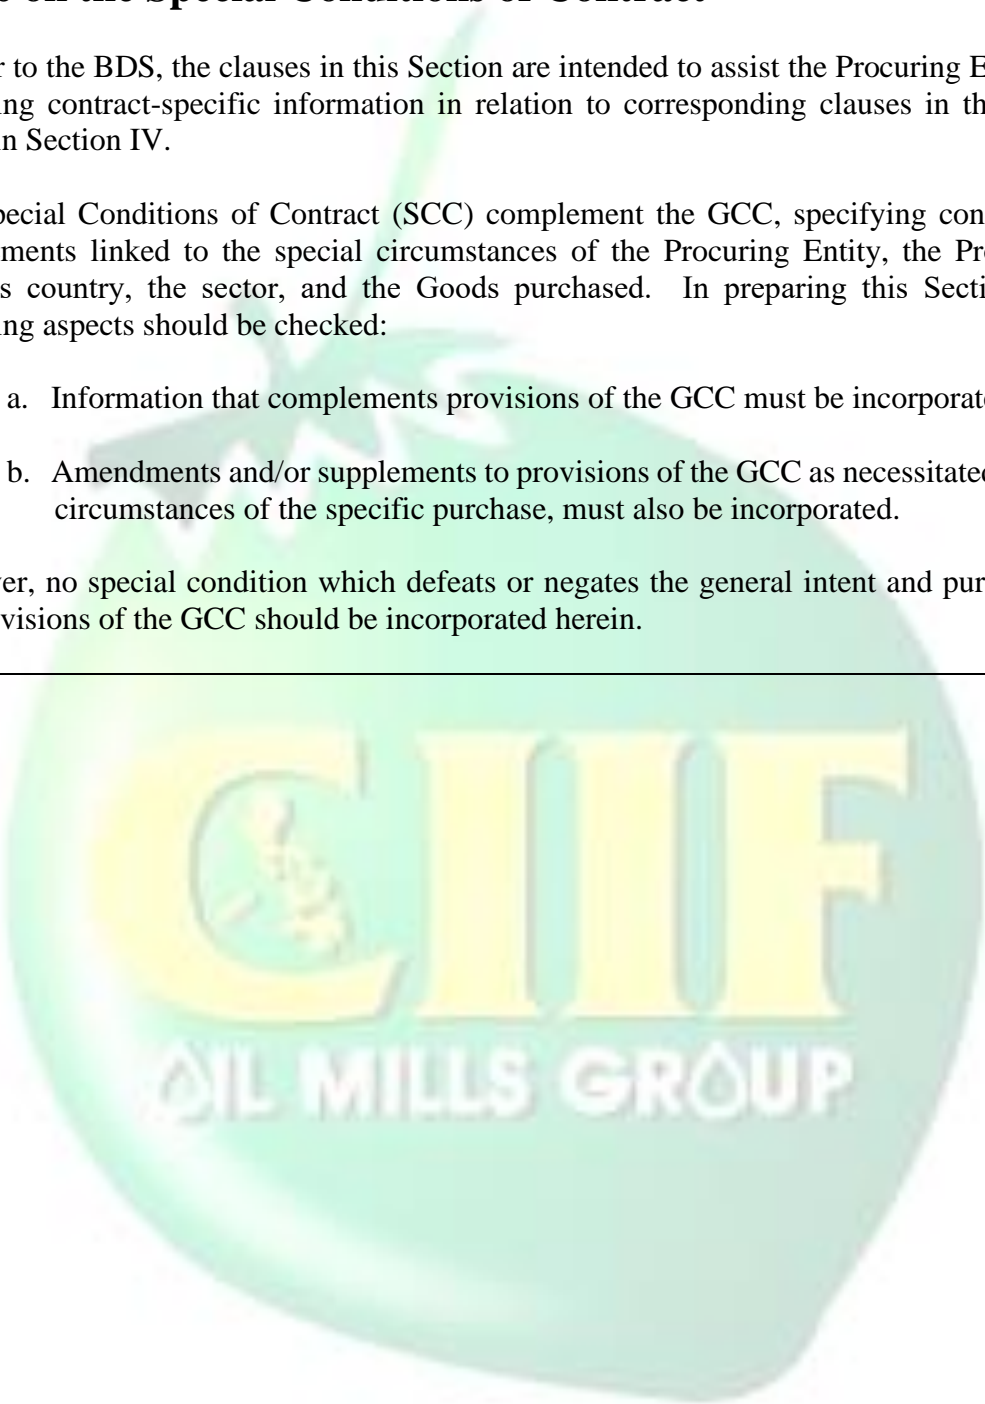 on the Special Conditions of Contract
r to the BDS, the clauses in this Section are intended to assist the Procuring E
ing contract-specific information in relation to corresponding clauses in th
in Section IV.
pecial Conditions of Contract (SCC) complement the GCC, specifying con
ments linked to the special circumstances of the Procuring Entity, the Pr
s country, the sector, and the Goods purchased. In preparing this Secti
ing aspects should be checked:
a. Information that complements provisions of the GCC must be incorporat
b. Amendments and/or supplements to provisions of the GCC as necessitated
circumstances of the specific purchase, must also be incorporated.
er, no special condition which defeats or negates the general intent and pur
visions of the GCC should be incorporated herein.
CIIF
OIL MILLS GROUP